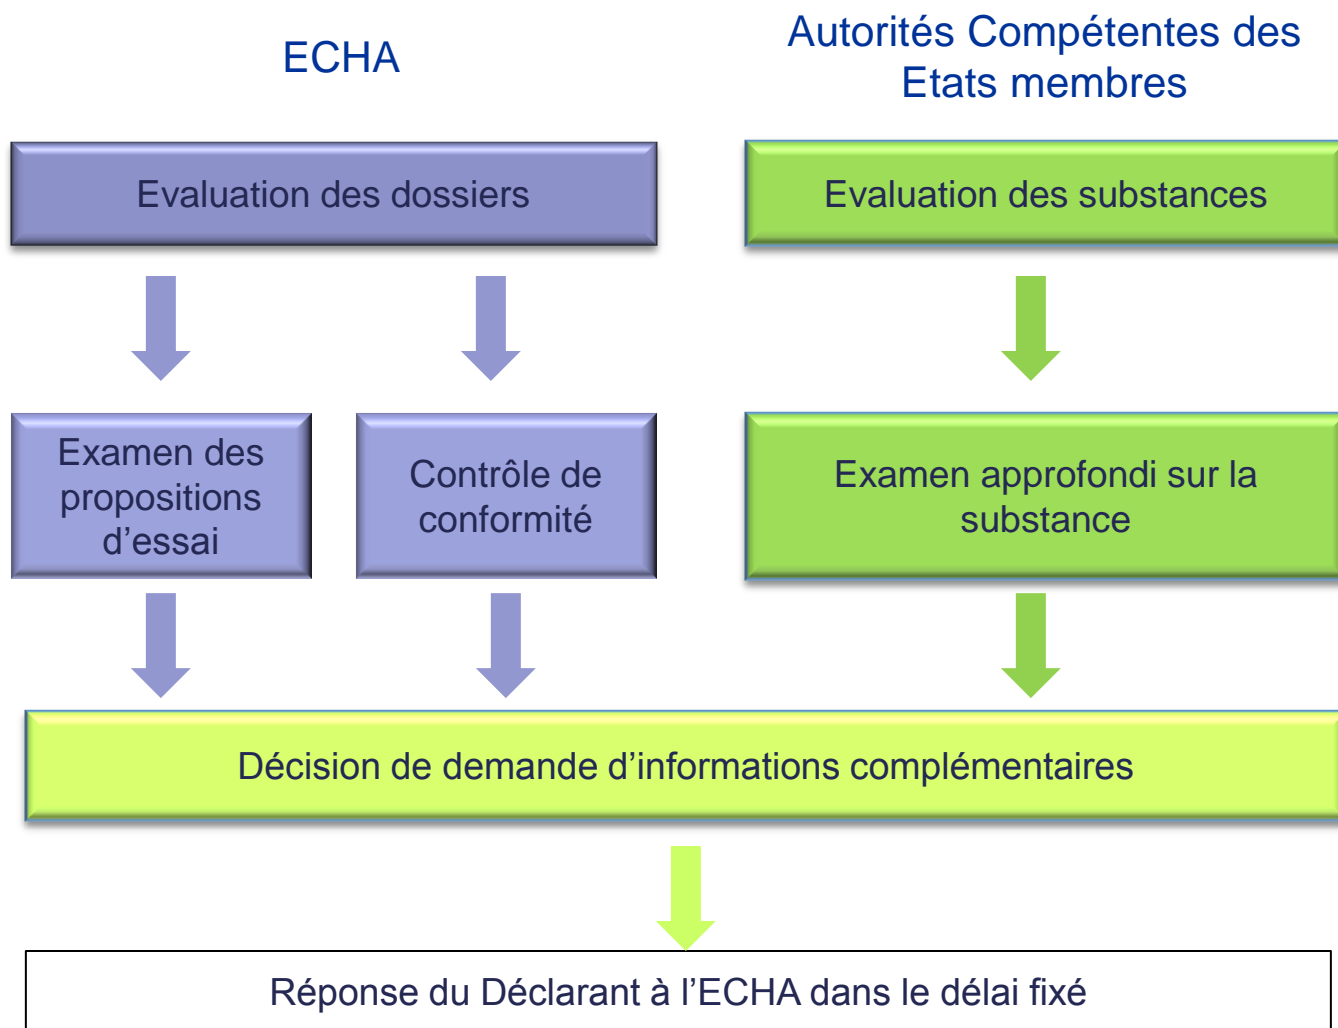 ECHA
Autorités Compétentes des
Etats membres
Evaluation des dossiers
Evaluation des substances
Examen des
propositions
d’essai
Contrôle de
conformité
Examen approfondi sur la
substance
Décision de demande d’informations complémentaires
Réponse du Déclarant à l’ECHA dans le délai fixé